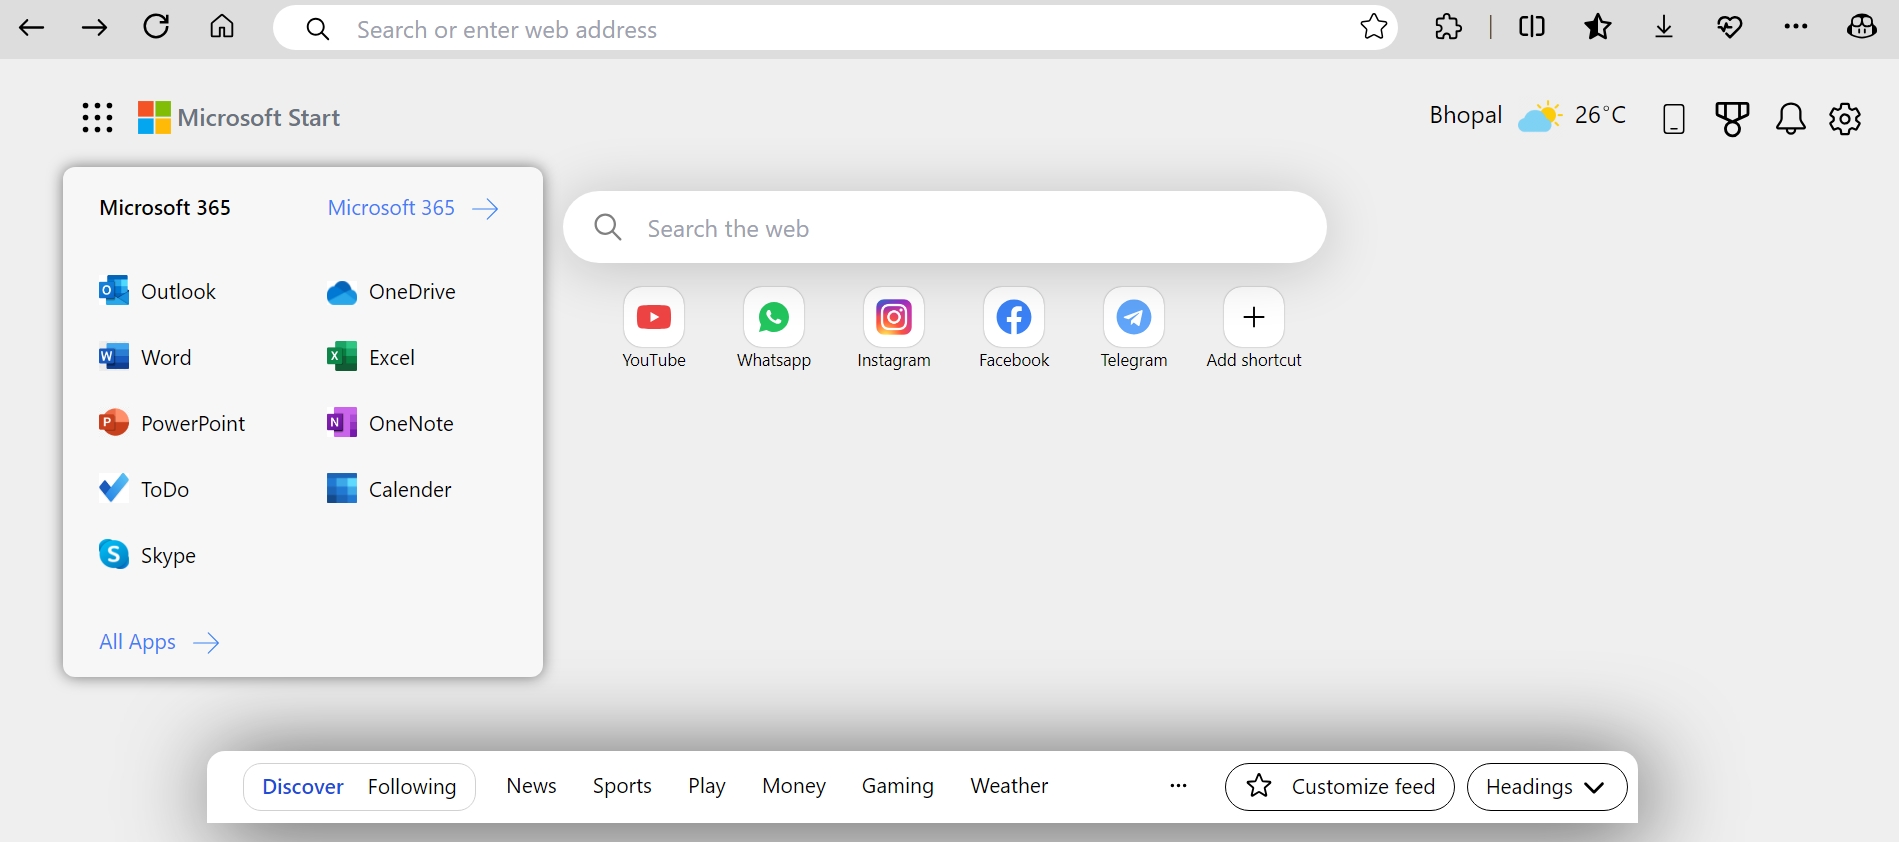 Search or enter web address
Microsoft Start
Bhopal 26°C
Microsoft 365 Microsoft 365
Search the web
Outlook OneDrive
Word Excel
PowerPoint OneNote
ToDo Calender
Skype
All Apps
YouTube Whatsapp Instagram Facebook Telegram Add shortcut
Discover Following News Sports Play Money Gaming Weather ... Customize feed Headings